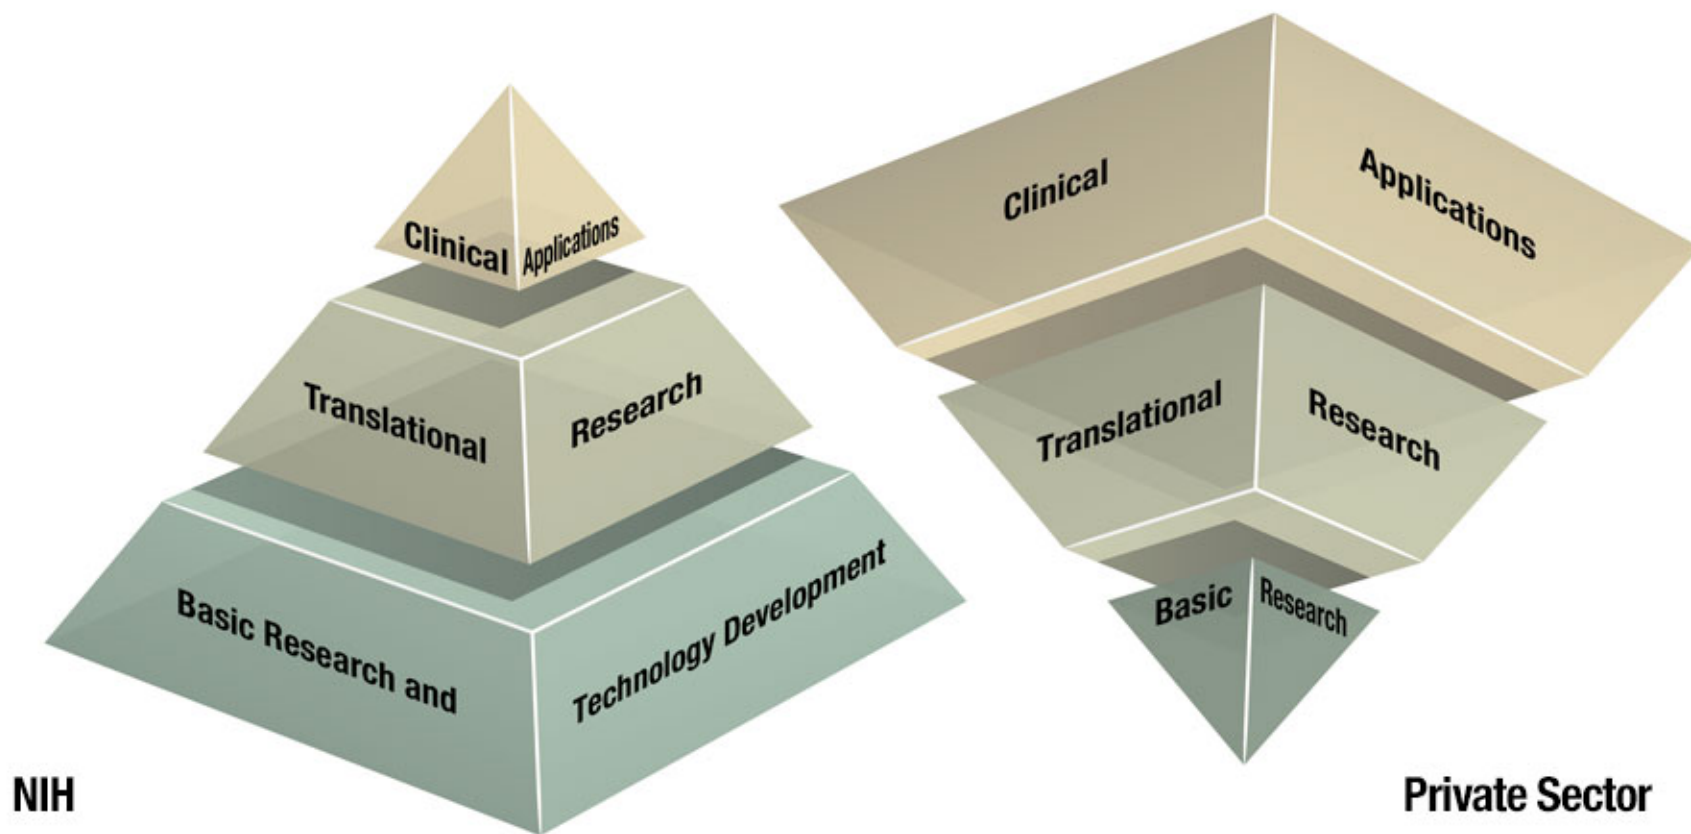 Clinical Applications
Translational Research
Basic Research and Technology Development
NIH
Clinical Applications
Translational Research
Basic Research
Private Sector